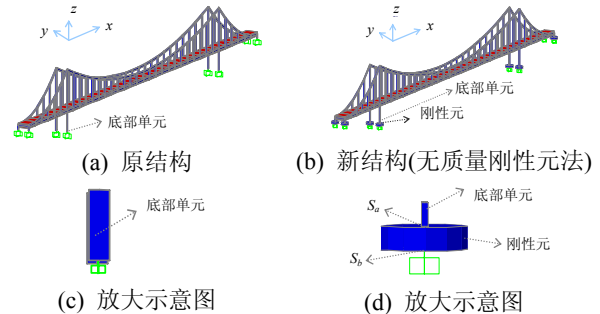 z
y
x
底部单元
(a) 原结构
z
y
x
底部单元
刚性元
(b) 新结构(无质量刚性元法)
底部单元
(c) 放大示意图
底部单元
Sa
刚性元
Sb
(d) 放大示意图